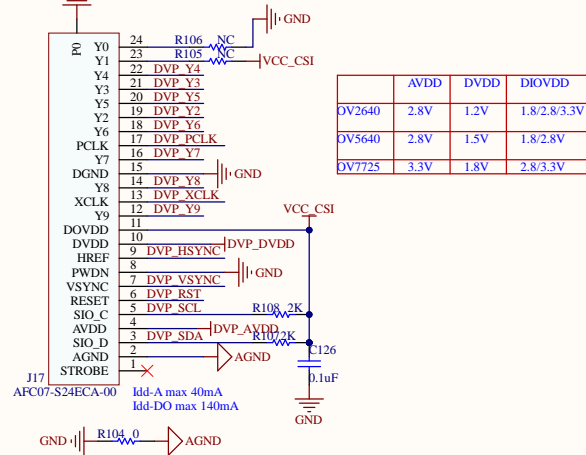 P0
GND
24 Y0 R106 NC
23 Y1 R105 NC VCC_CSI
22 Y4 DVP_Y4
21 Y3 DVP_Y3
20 Y5 DVP_Y5
19 Y2 DVP_Y2
18 Y6 DVP_Y6
17 PCLK DVP_PCLK
16 Y7 DVP_Y7
15 DGND GND
14 Y8 DVP_Y8
13 XCLK DVP_XCLK
12 Y9 DVP_Y9
VCC_CSI
11 DOVDD
10 DVDD DVP_DVDD
9 HREF DVP_HSYNC
8 PWDN GND
7 VSYNC DVP_VSYNC
6 RESET DVP_RST
5 SIO_C DVP_SCL R108 2K
4 AVDD DVP_AVDD
3 SIO_D DVP_SDA R107 2K
2 AGND AGND
1 STROBE
C126
0.1uF
GND
J17
AFC07-S24ECA-00
Idd-A max 40mA
Idd-DO max 140mA
GND R104 0 AGND
AVDD DVDD DIOVDD
OV2640 2.8V 1.2V 1.8/2.8/3.3V
OV5640 2.8V 1.5V 1.8/2.8V
OV7725 3.3V 1.8V 2.8/3.3V